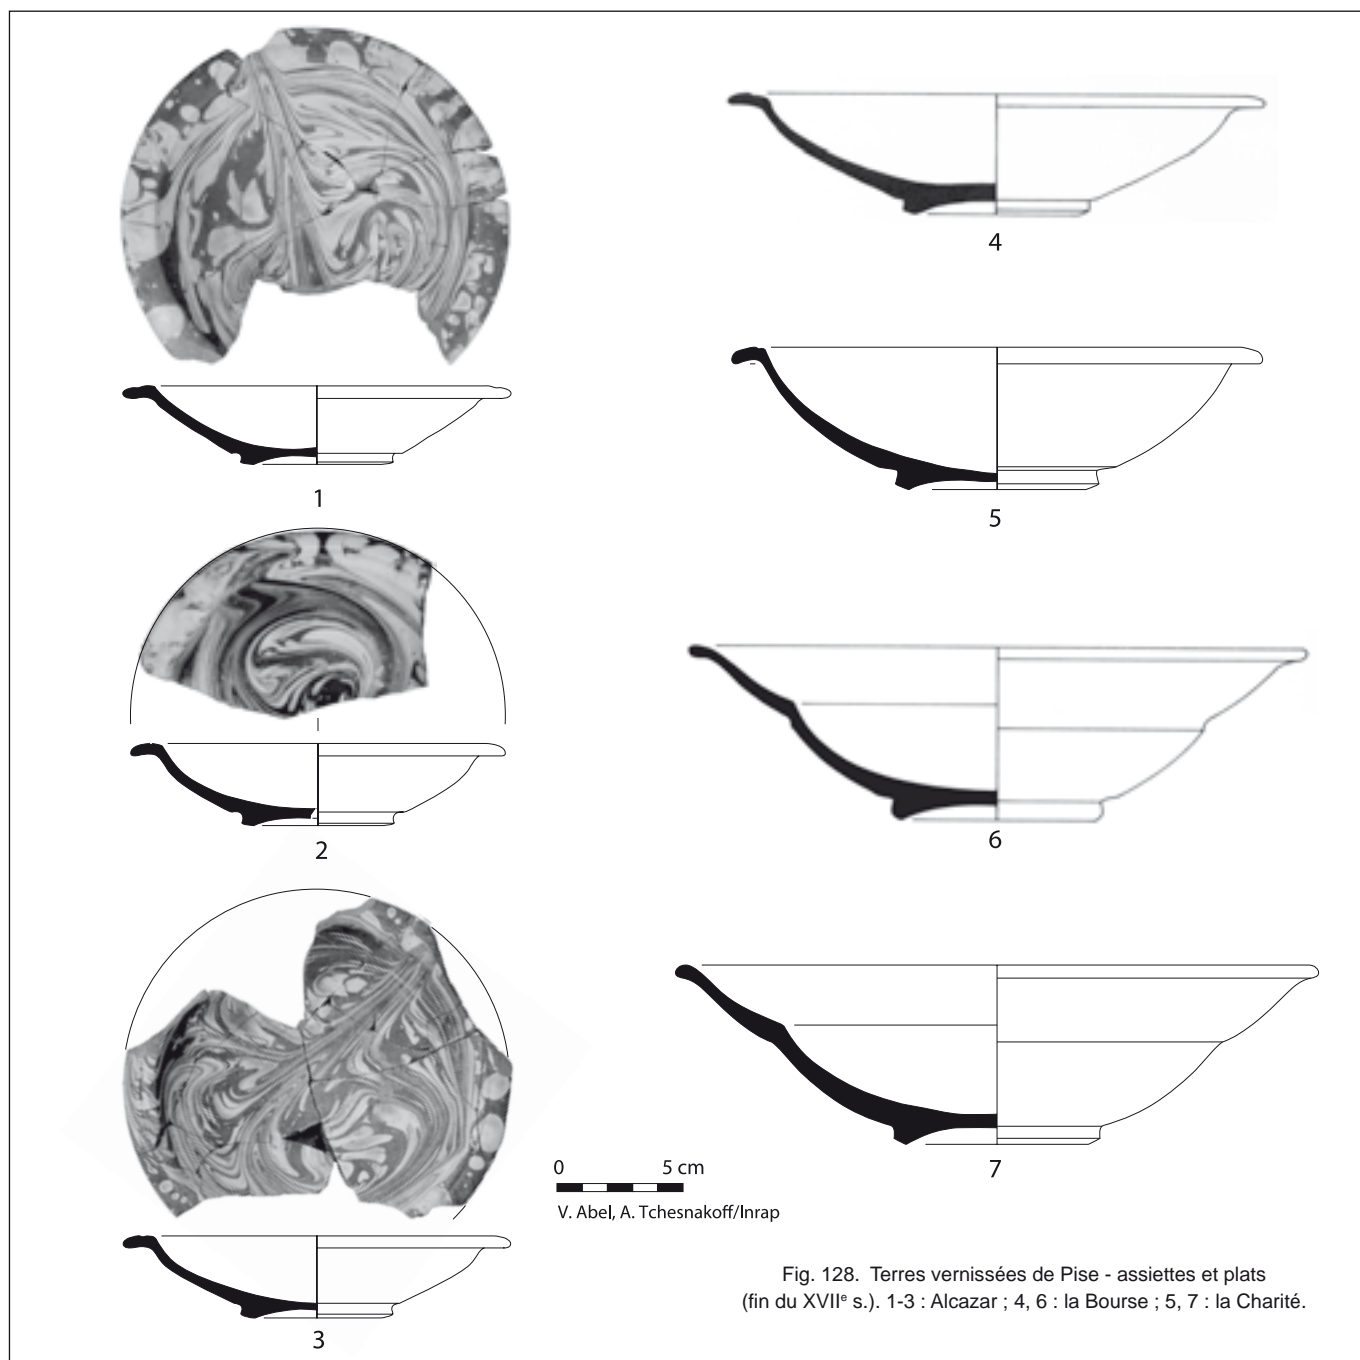 1
2
3
4
5
6
7
0 5 cm
V. Abel, A. Tchesnakoff/Inrap
Fig. 128. Terres vernissées de Pise - assiettes et plats
(fin du XVIIᵉ s.). 1-3 : Alcazar ; 4, 6 : la Bourse ; 5, 7 : la Charité.